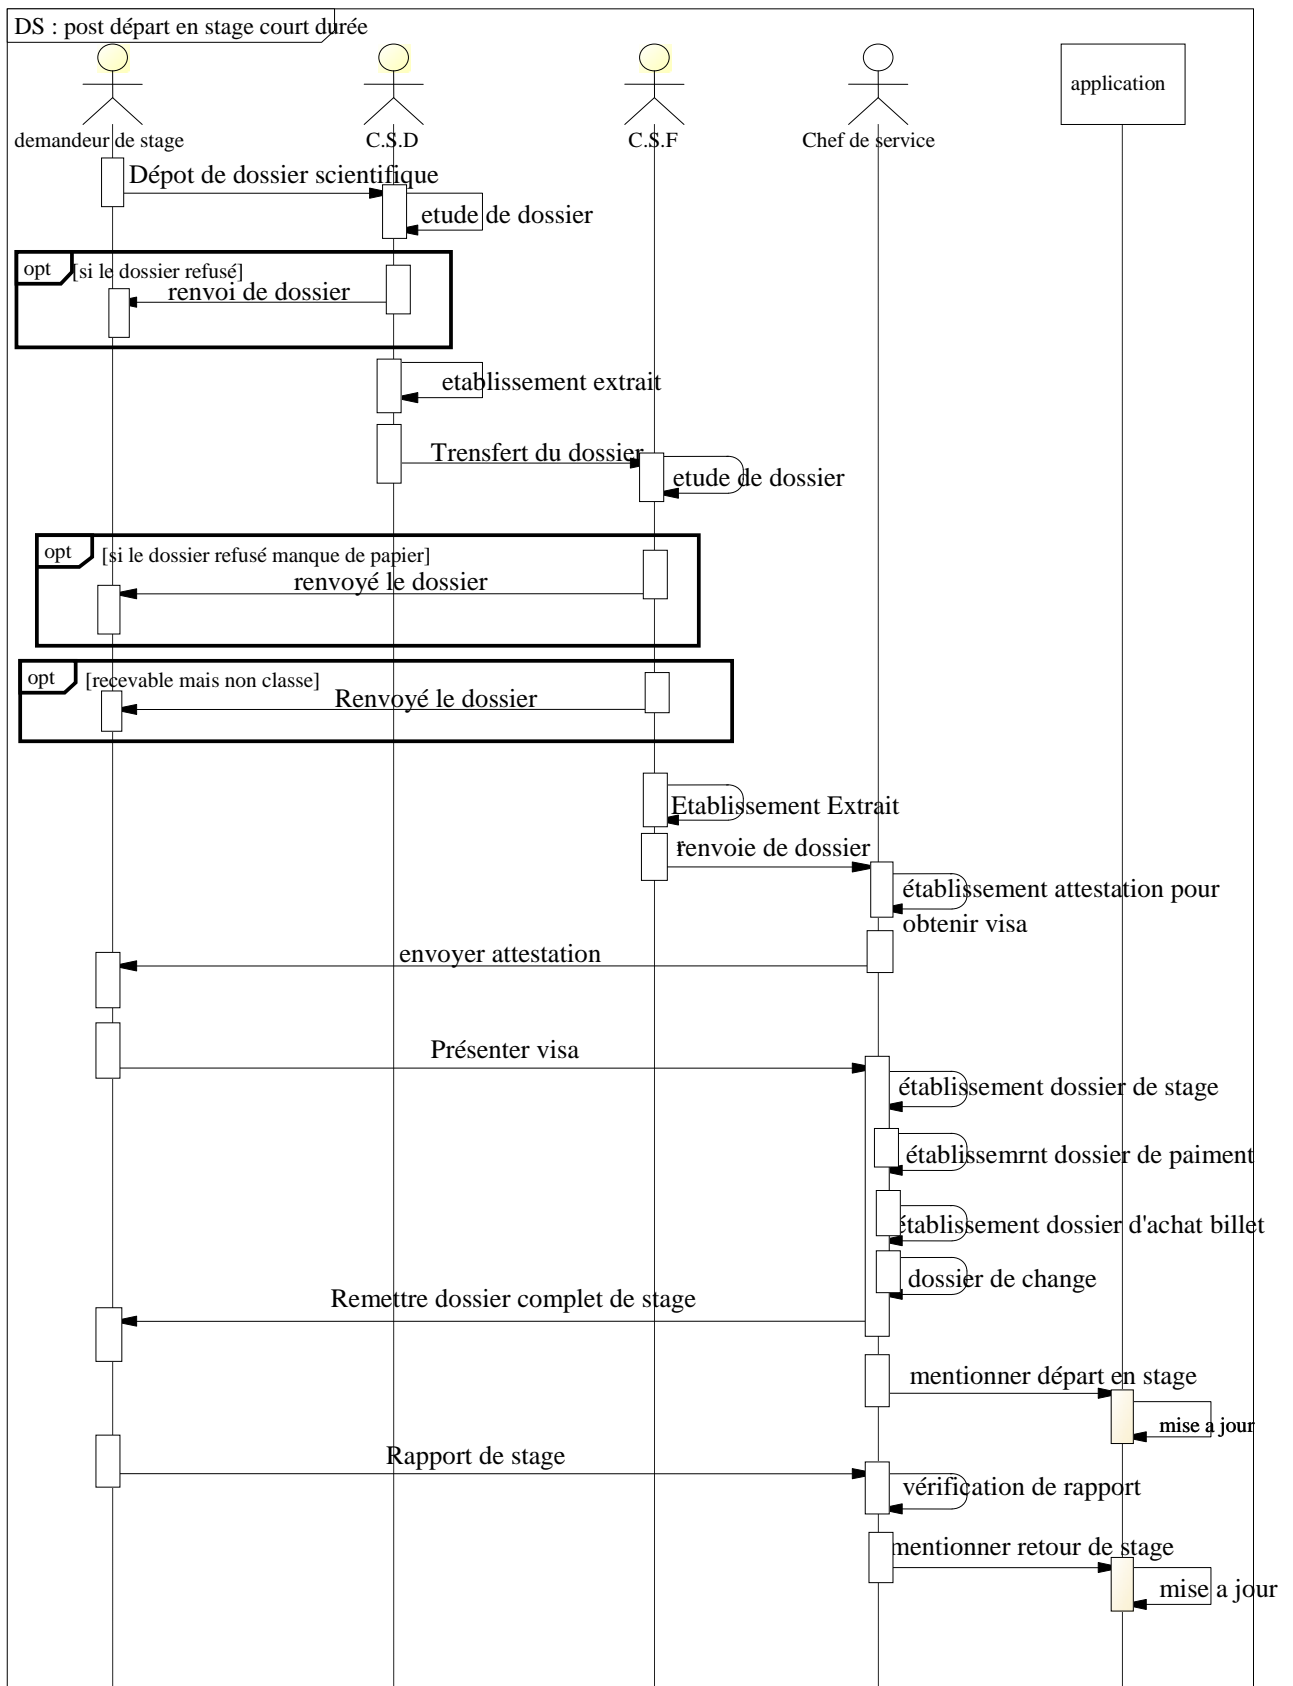 DS : post départ en stage court durée
application
demandeur de stage
C.S.D
C.S.F
Chef de service
Dépot de dossier scientifique
etude de dossier
opt
[si le dossier refusé]
renvoi de dossier
etablissement extrait
Trensfert du dossier
etude de dossier
opt
[si le dossier refusé manque de papier]
renvoyé le dossier
opt
[recevable mais non classe]
Renvoyé le dossier
Etablissement Extrait
renvoie de dossier
établissement attestation pour
obtenir visa
envoyer attestation
Présenter visa
établissement dossier de stage
établissemrnt dossier de paiment
établissement dossier d'achat billet
dossier de change
Remettre dossier complet de stage
mentionner départ en stage
mise a jour
Rapport de stage
vérification de rapport
mentionner retour de stage
mise a jour